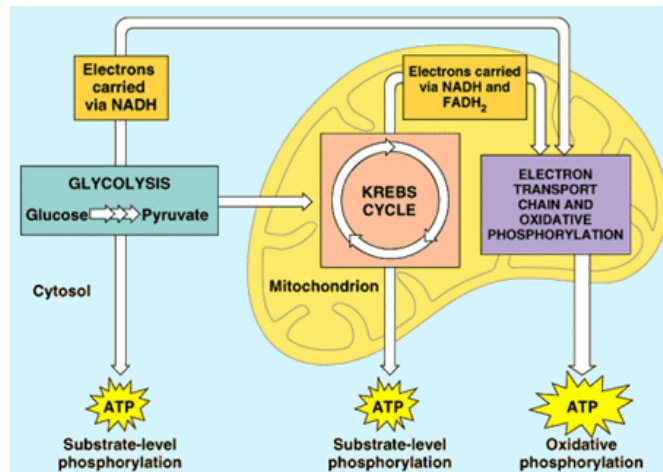 Electrons
carried
via NADH
Electrons carried
via NADH and
FADH₂
GLYCOLYSIS
Glucose Pyruvate
KREBS
CYCLE
ELECTRON
TRANSPORT
CHAIN AND
OXIDATIVE
PHOSPHORYLATION
Cytosol
Mitochondrion
ATP
ATP
ATP
Substrate-level
phosphorylation
Substrate-level
phosphorylation
Oxidative
phosphorylation